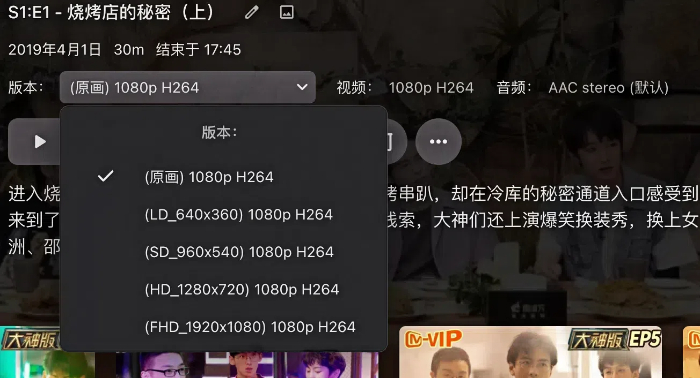 S1:E1 - 烧烤店的秘密（上）
2019年4月1日 30m 结束于 17:45
版本： (原画) 1080p H264 视频： 1080p H264 音频： AAC stereo (默认)
版本：
(原画) 1080p H264
(LD_640x360) 1080p H264
(SD_960x540) 1080p H264
(HD_1280x720) 1080p H264
(FHD_1920x1080) 1080p H264
进入烧
烤串趴，却在冷库的秘密通道入口感受到
来到了
线索，大神们还上演爆笑换装秀，换上女
洲、邵
大神版
VIP
大神版 EP5